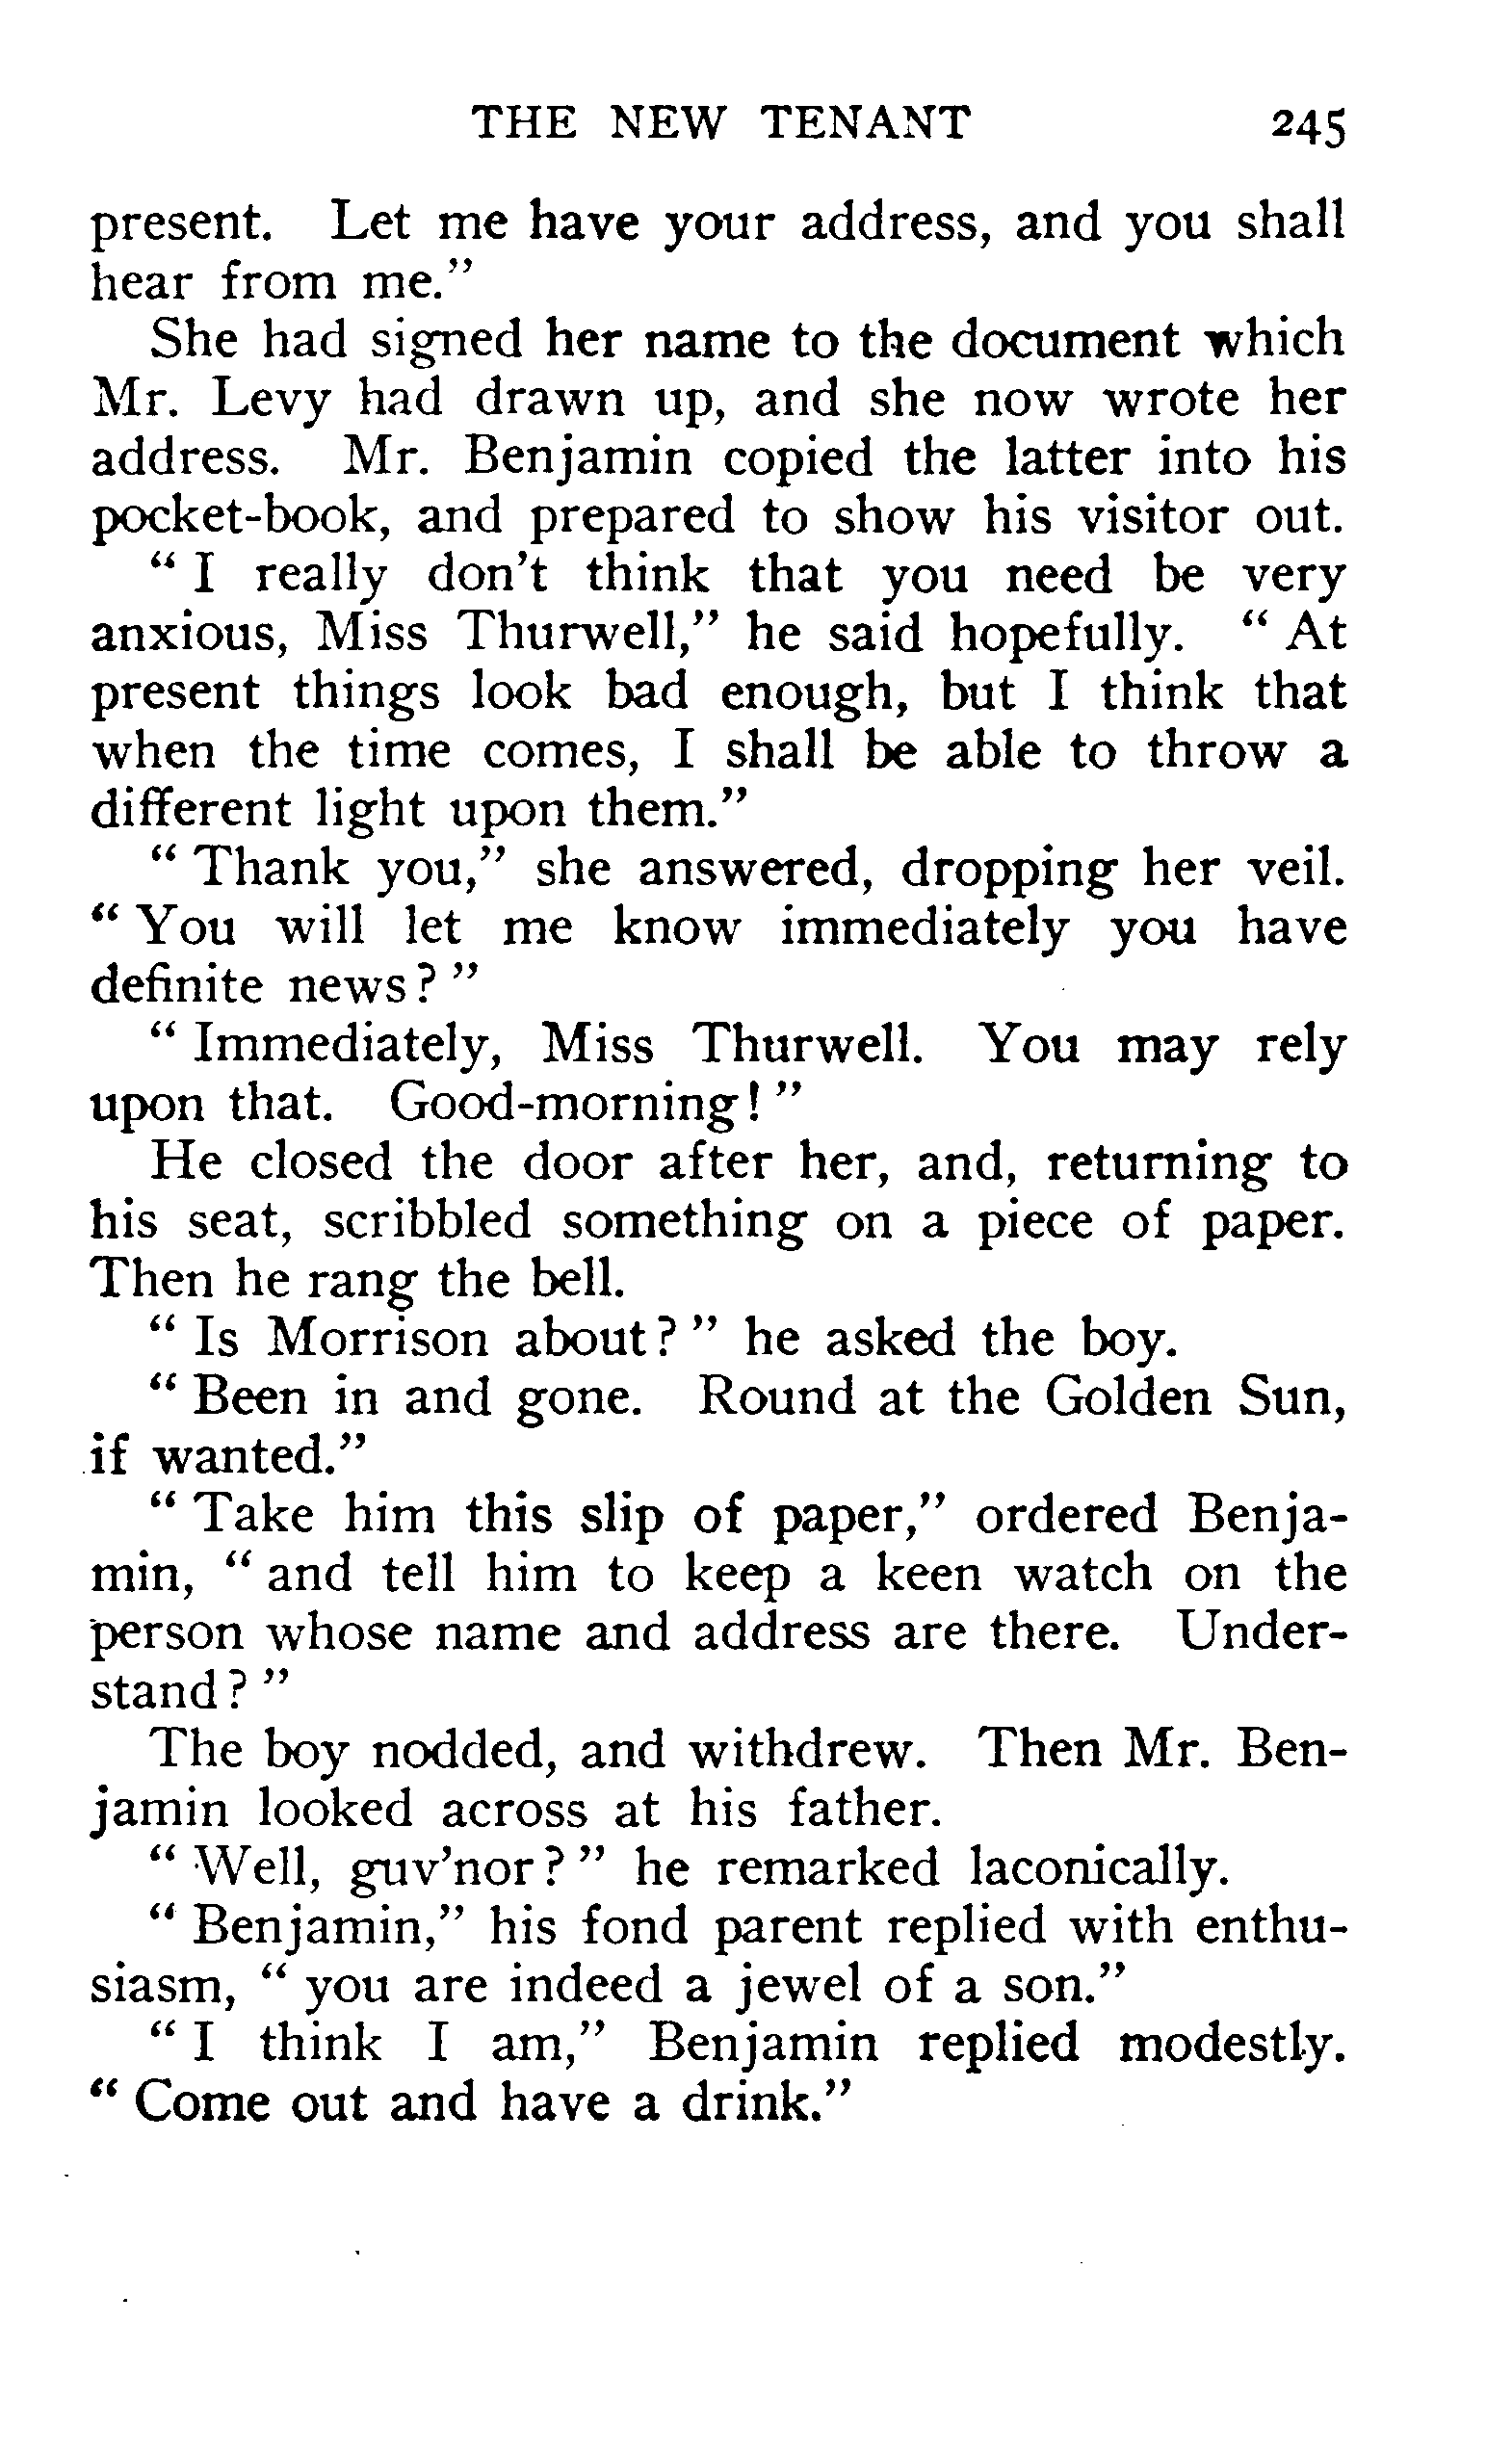 THE NEW TENANT 245
present. Let me have your address, and you shall
hear from me."
She had signed her name to the document which
Mr. Levy had drawn up, and she now wrote her
address. Mr. Benjamin copied the latter into his
pocket-book, and prepared to show his visitor out.
" I really don't think that you need be very
anxious, Miss Thurwell," he said hopefully. " At
present things look bad enough, but I think that
when the time comes, I shall be able to throw a
different light upon them."
" Thank you," she answered, dropping her veil.
" You will let me know immediately you have
definite news ? "
" Immediately, Miss Thurwell. You may rely
upon that. Good-morning ! "
He closed the door after her, and, returning to
his seat, scribbled something on a piece of paper.
Then he rang the bell.
" Is Morrison about ? " he asked the boy.
" Been in and gone. Round at the Golden Sun,
if wanted."
" Take him this slip of paper," ordered Benja-
min, " and tell him to keep a keen watch on the
person whose name and address are there. Under-
stand ? "
The boy nodded, and withdrew. Then Mr. Ben-
jamin looked across at his father.
" Well, guv'nor ? " he remarked laconically.
" Benjamin," his fond parent replied with enthu-
siasm, " you are indeed a jewel of a son."
" I think I am," Benjamin replied modestly.
" Come out and have a drink."